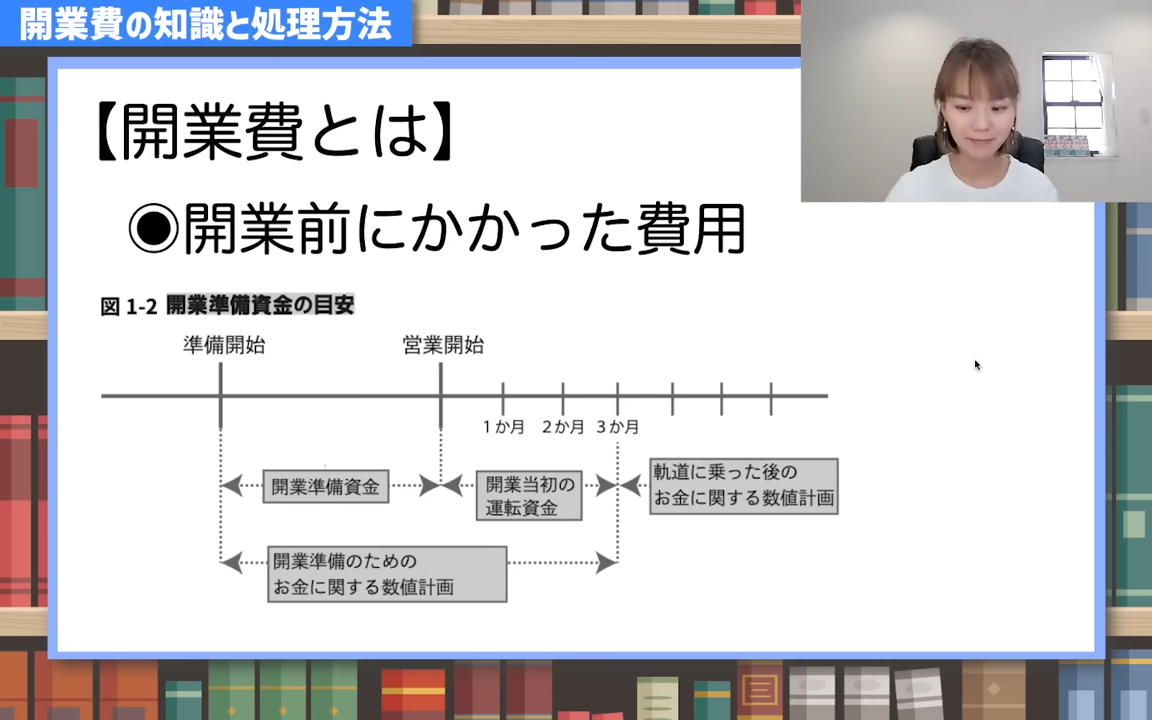 開業費の知識と処理方法
【開業費とは】
◉開業前にかかった費用
図 1-2 開業準備資金の目安
準備開始 営業開始
1か月 2か月 3か月
開業準備資金
開業当初の
運転資金
軌道に乗った後の
お金に関する数値計画
開業準備のための
お金に関する数値計画